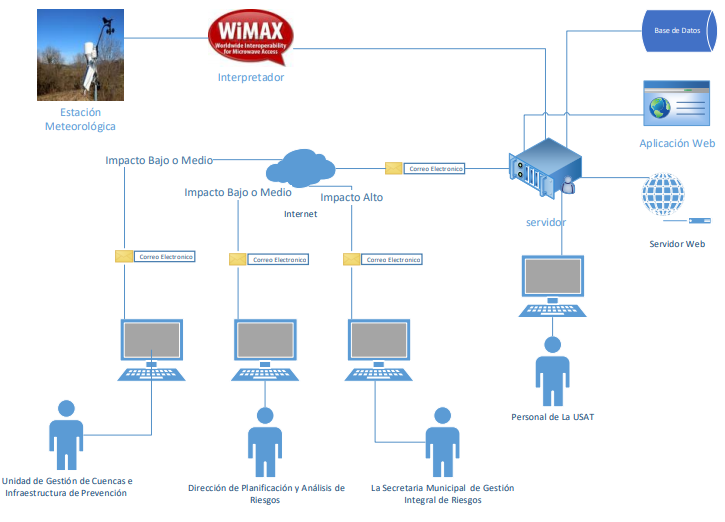 WiMAX
Worldwide Interoperability
for Microwave Access
Interpretador
Base de Datos
Estación
Meteorológica
Aplicación Web
Impacto Bajo o Medio
Correo Electronico
Impacto Bajo o Medio
Impacto Alto
Internet
servidor
Servidor Web
Correo Electronico
Correo Electronico
Correo Electronico
Personal de La USAT
Unidad de Gestión de Cuencas e
Infraestructura de Prevención
Dirección de Planificación y Análisis de
Riesgos
La Secretaria Municipal de Gestión
Integral de Riesgos